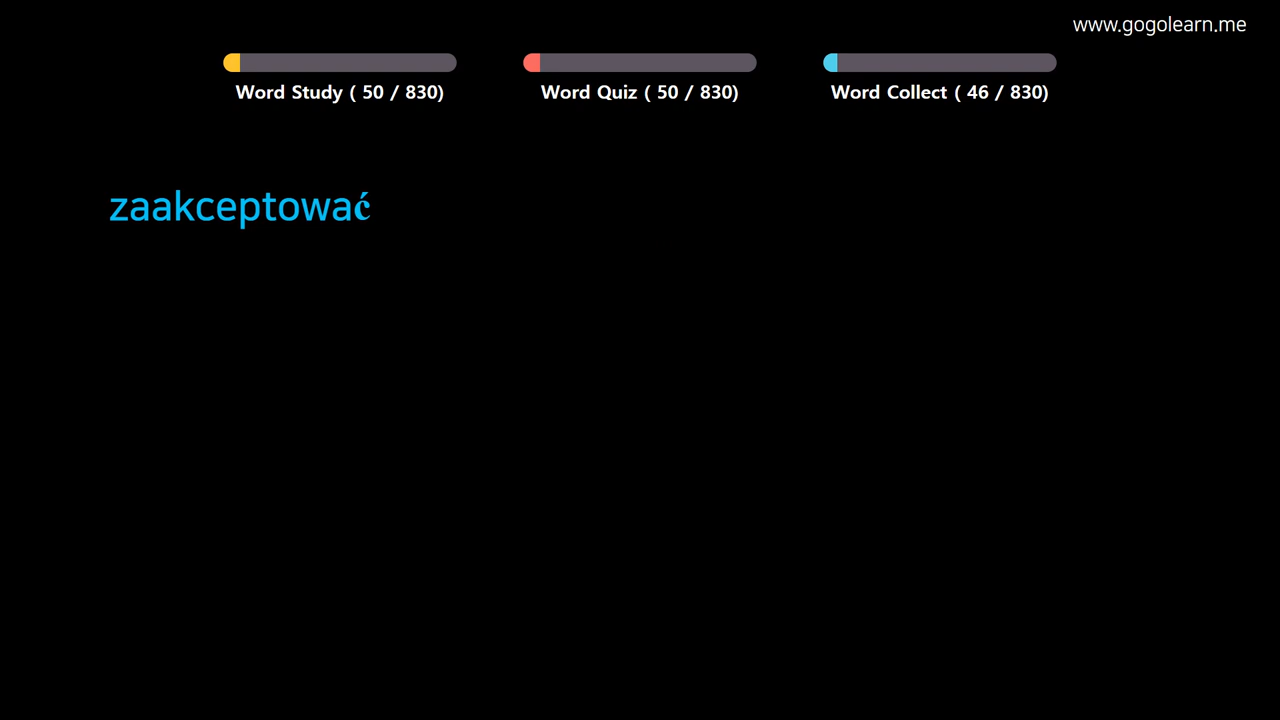 www.gogolearn.me
Word Study ( 50 / 830)
Word Quiz ( 50 / 830)
Word Collect ( 46 / 830)
zaakceptować